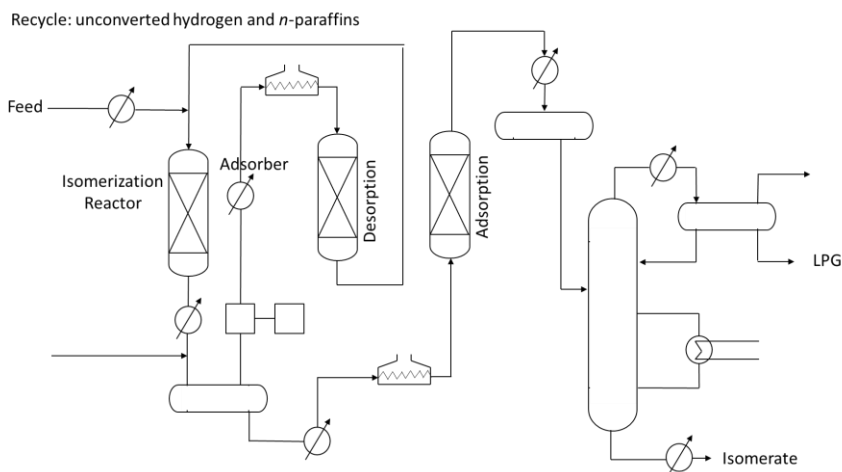 Recycle: unconverted hydrogen and n-paraffins
Feed
Isomerization
Reactor
Adsorber
Desorption
Adsorption
LPG
Isomerate